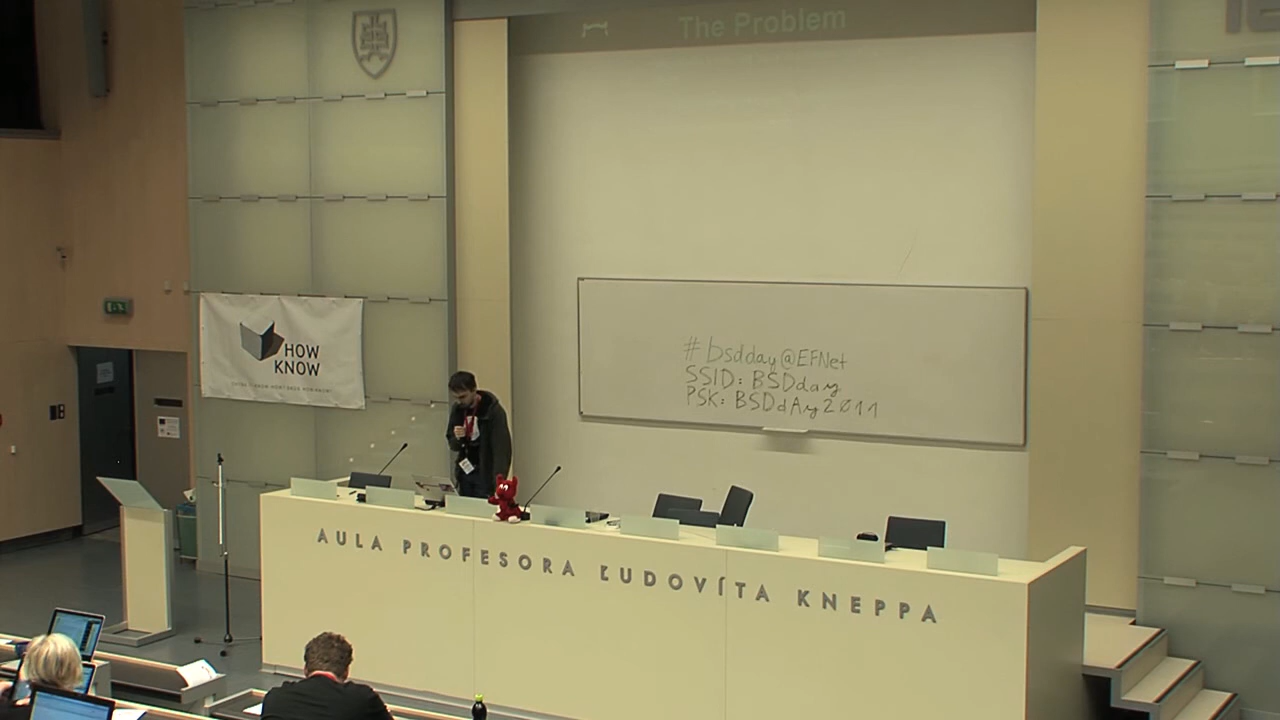 The Problem
HOW
KNOW
#bsdday@EFNet
SSID: BSDday
PSK: BSDdAy2011
AULA PROFESORA ĽUDOVÍTA KNEPPA